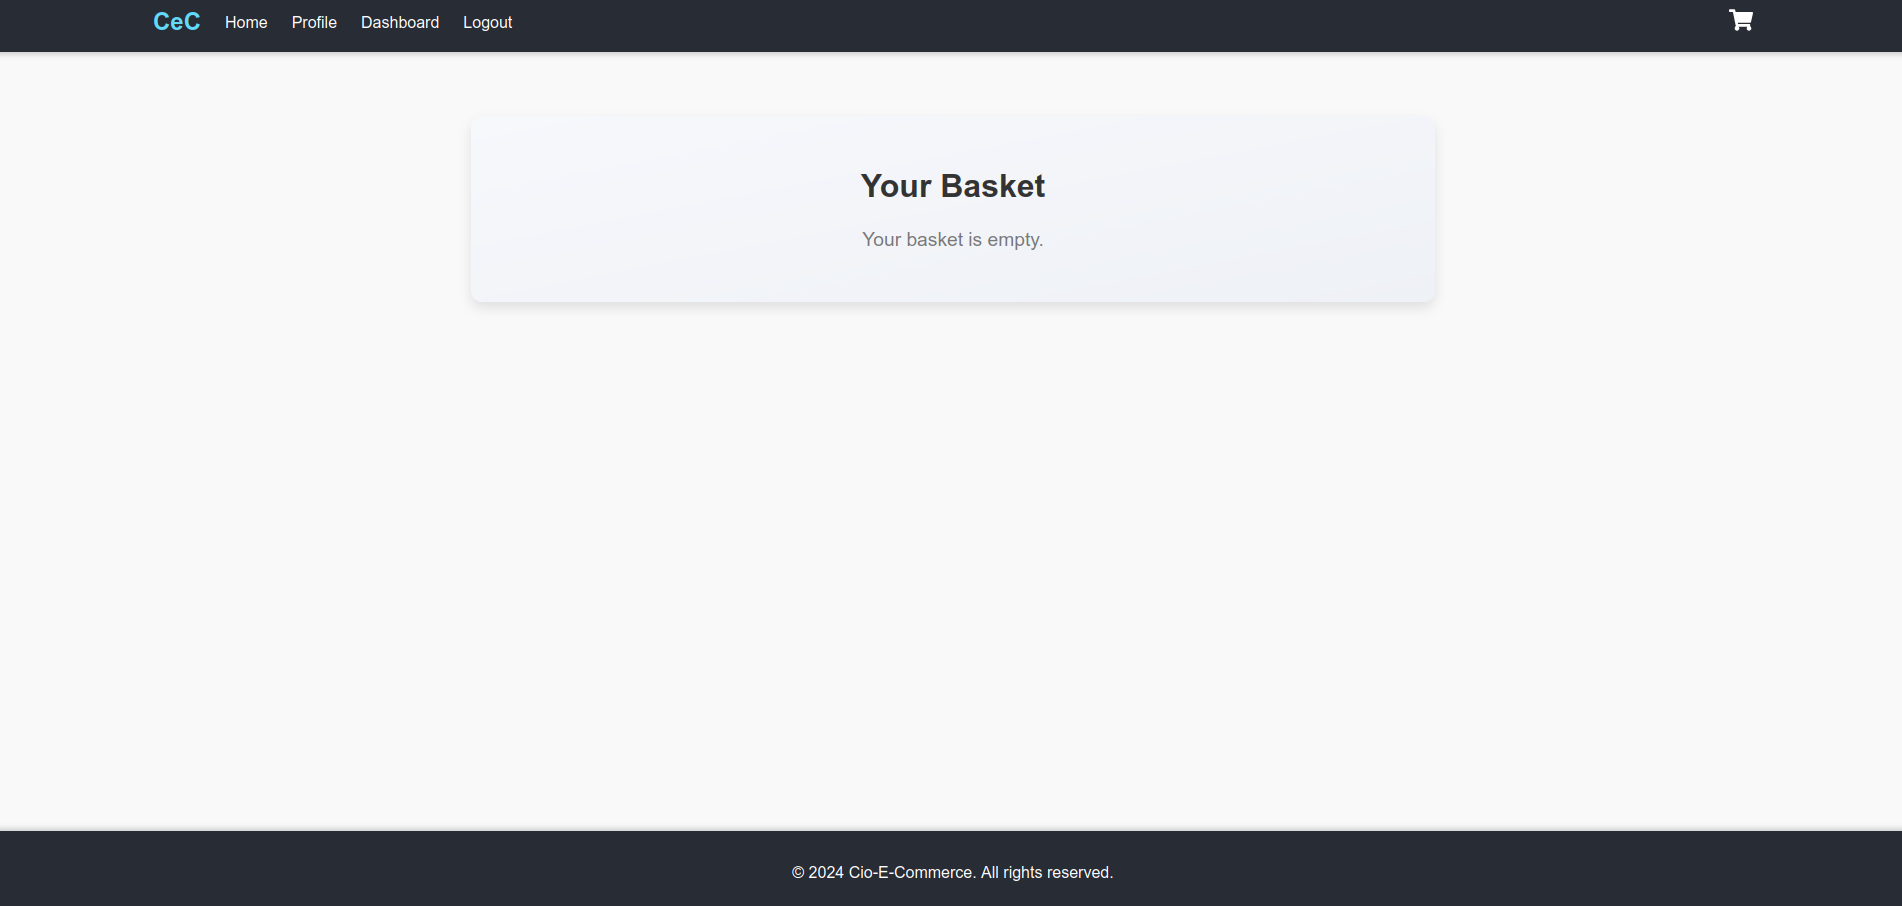 CeC Home Profile Dashboard Logout
Your Basket
Your basket is empty.
© 2024 Cio-E-Commerce. All rights reserved.